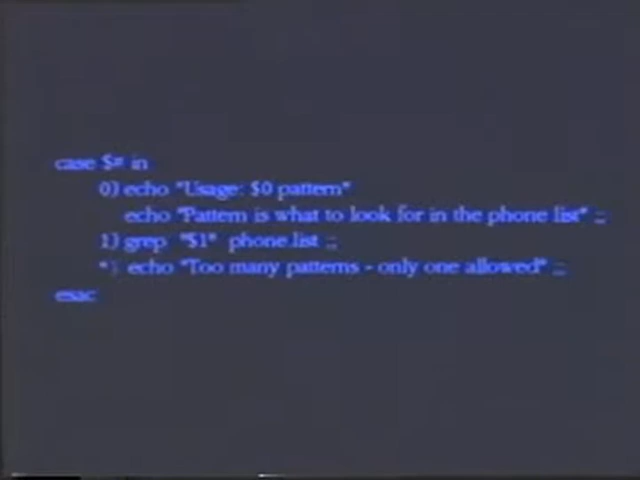 case $# in
0) echo "Usage: $0 pattern"
echo "Pattern is what to look for in the phone list" ;;
1) grep "$1" phone.list ;;
*) echo "Too many patterns - only one allowed" ;;
esac